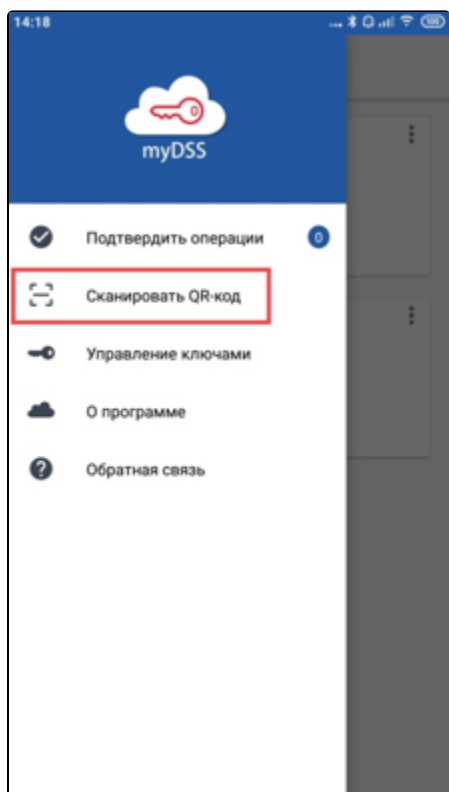 14:18
myDSS
Подтвердить операции 0
Сканировать QR-код
Управление ключами
О программе
Обратная связь